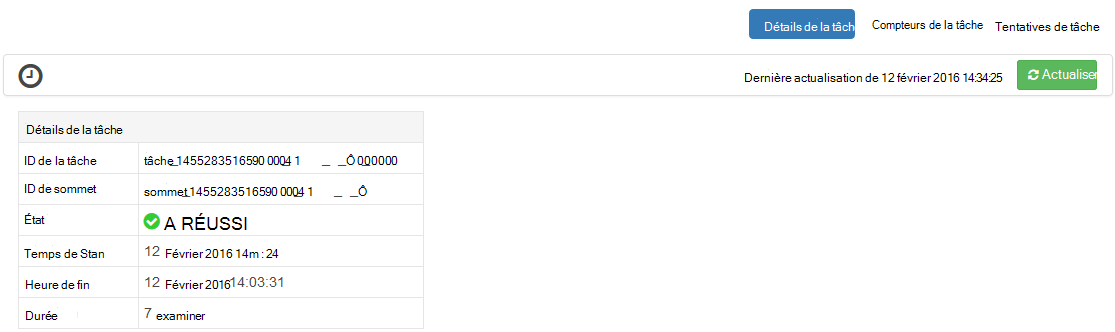 Détails de la tâch
Compteurs de la tâche
Tentatives de tâche
Dernière actualisation de 12 février 2016 14:34:25
Actualiser
Détails de la tâche
ID de la tâche tâche_1455283516590 0004 1 _ _Ô 000000
ID de sommet sommet_1455283516590 0004 1 _ _Ô
État A RÉUSSI
Temps de Stan 12 Février 2016 14m : 24
Heure de fin 12 Février 2016 14:03:31
Durée 7 examiner